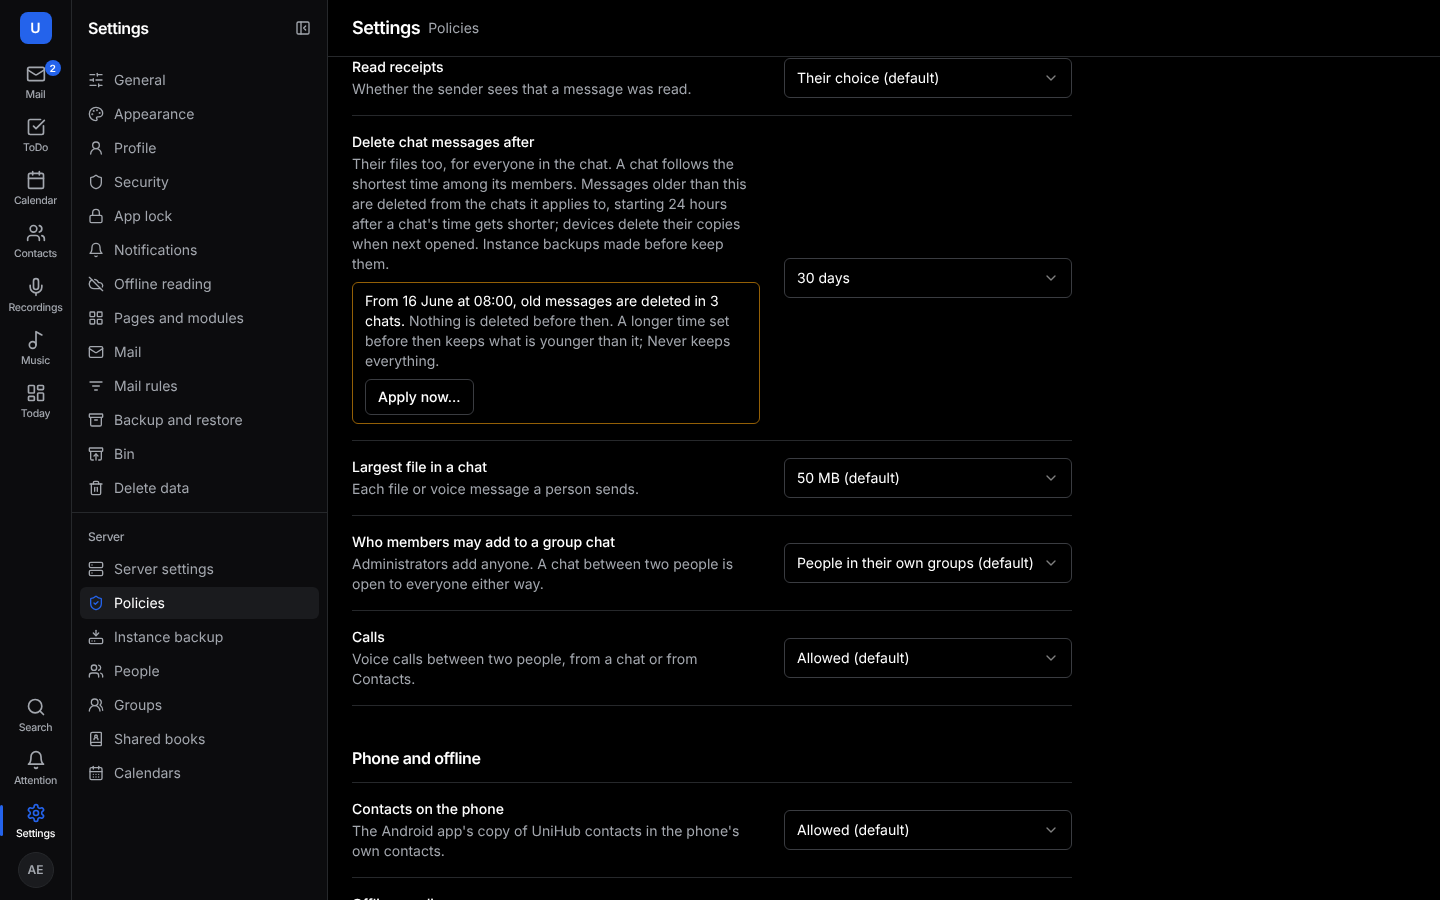 U
2
Mail
ToDo
Calendar
Contacts
Recordings
Music
Today
Search
Attention
Settings
AE
Settings
General
Appearance
Profile
Security
App lock
Notifications
Offline reading
Pages and modules
Mail
Mail rules
Backup and restore
Bin
Delete data
Server
Server settings
Policies
Instance backup
People
Groups
Shared books
Calendars
Settings Policies
Read receipts
Whether the sender sees that a message was read.
Their choice (default)
Delete chat messages after
Their files too, for everyone in the chat. A chat follows the
shortest time among its members. Messages older than this
are deleted from the chats it applies to, starting 24 hours
after a chat's time gets shorter; devices delete their copies
when next opened. Instance backups made before keep
them.
30 days
From 16 June at 08:00, old messages are deleted in 3
chats. Nothing is deleted before then. A longer time set
before then keeps what is younger than it; Never keeps
everything.
Apply now...
Largest file in a chat
Each file or voice message a person sends.
50 MB (default)
Who members may add to a group chat
Administrators add anyone. A chat between two people is
open to everyone either way.
People in their own groups (default)
Calls
Voice calls between two people, from a chat or from
Contacts.
Allowed (default)
Phone and offline
Contacts on the phone
The Android app's copy of UniHub contacts in the phone's
own contacts.
Allowed (default)